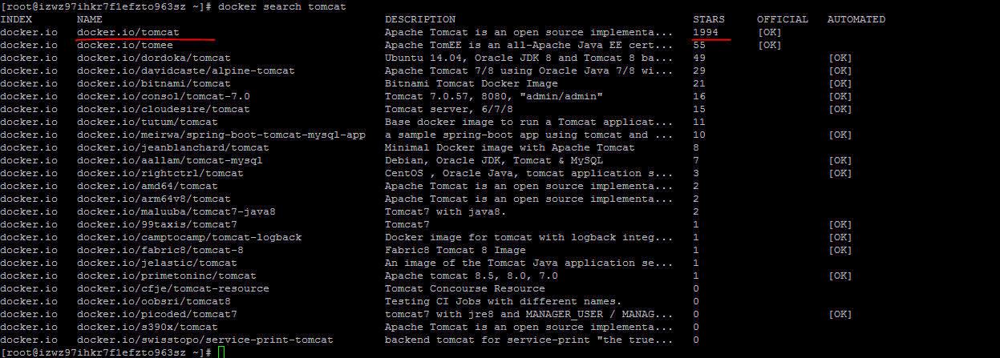 [root@izwz97ihkr7f1efzto963sz ~]# docker search tomcat
INDEX NAME DESCRIPTION STARS OFFICIAL AUTOMATED
docker.io docker.io/tomcat Apache Tomcat is an open source implementa... 1994 [OK]
docker.io docker.io/tomee Apache TomEE is an all-Apache Java EE cert... 55 [OK]
docker.io docker.io/dordoka/tomcat Ubuntu 14.04, Oracle JDK 8 and Tomcat 8 ba... 49 [OK]
docker.io docker.io/davidcaste/alpine-tomcat Apache Tomcat 7/8 using Oracle Java 7/8 wi... 29 [OK]
docker.io docker.io/bitnami/tomcat Bitnami Tomcat Docker Image 21 [OK]
docker.io docker.io/consol/tomcat-7.0 Tomcat 7.0.57, 8080, "admin/admin" 16 [OK]
docker.io docker.io/cloudesire/tomcat Tomcat server, 6/7/8 15 [OK]
docker.io docker.io/tutum/tomcat Base docker image to run a Tomcat applicat... 11
docker.io docker.io/meirwa/spring-boot-tomcat-mysql-app a sample spring-boot app using tomcat and ... 10 [OK]
docker.io docker.io/jeanblanchard/tomcat Minimal Docker image with Apache Tomcat 8
docker.io docker.io/aallam/tomcat-mysql Debian, Oracle JDK, Tomcat & MySQL 7 [OK]
docker.io docker.io/rightctrl/tomcat CentOS , Oracle Java, tomcat application s... 3 [OK]
docker.io docker.io/amd64/tomcat Apache Tomcat is an open source implementa... 2
docker.io docker.io/arm64v8/tomcat Apache Tomcat is an open source implementa... 2
docker.io docker.io/maluuba/tomcat7-java8 Tomcat7 with java8. 2
docker.io docker.io/99taxis/tomcat7 Tomcat7 1 [OK]
docker.io docker.io/camptocamp/tomcat-logback Docker image for tomcat with logback integ... 1 [OK]
docker.io docker.io/fabric8/tomcat-8 Fabric8 Tomcat 8 Image 1 [OK]
docker.io docker.io/jelastic/tomcat An image of the Tomcat Java application se... 1
docker.io docker.io/primetoninc/tomcat Apache tomcat 8.5, 8.0, 7.0 1 [OK]
docker.io docker.io/cfje/tomcat-resource Tomcat Concourse Resource 0
docker.io docker.io/oobsri/tomcat8 Testing CI Jobs with different names. 0
docker.io docker.io/picoded/tomcat7 tomcat7 with jre8 and MANAGER_USER / MANAG... 0 [OK]
docker.io docker.io/s390x/tomcat Apache Tomcat is an open source implementa... 0
docker.io docker.io/swisstopo/service-print-tomcat backend tomcat for service-print "the true... 0
[root@izwz97ihkr7f1efzto963sz ~]#